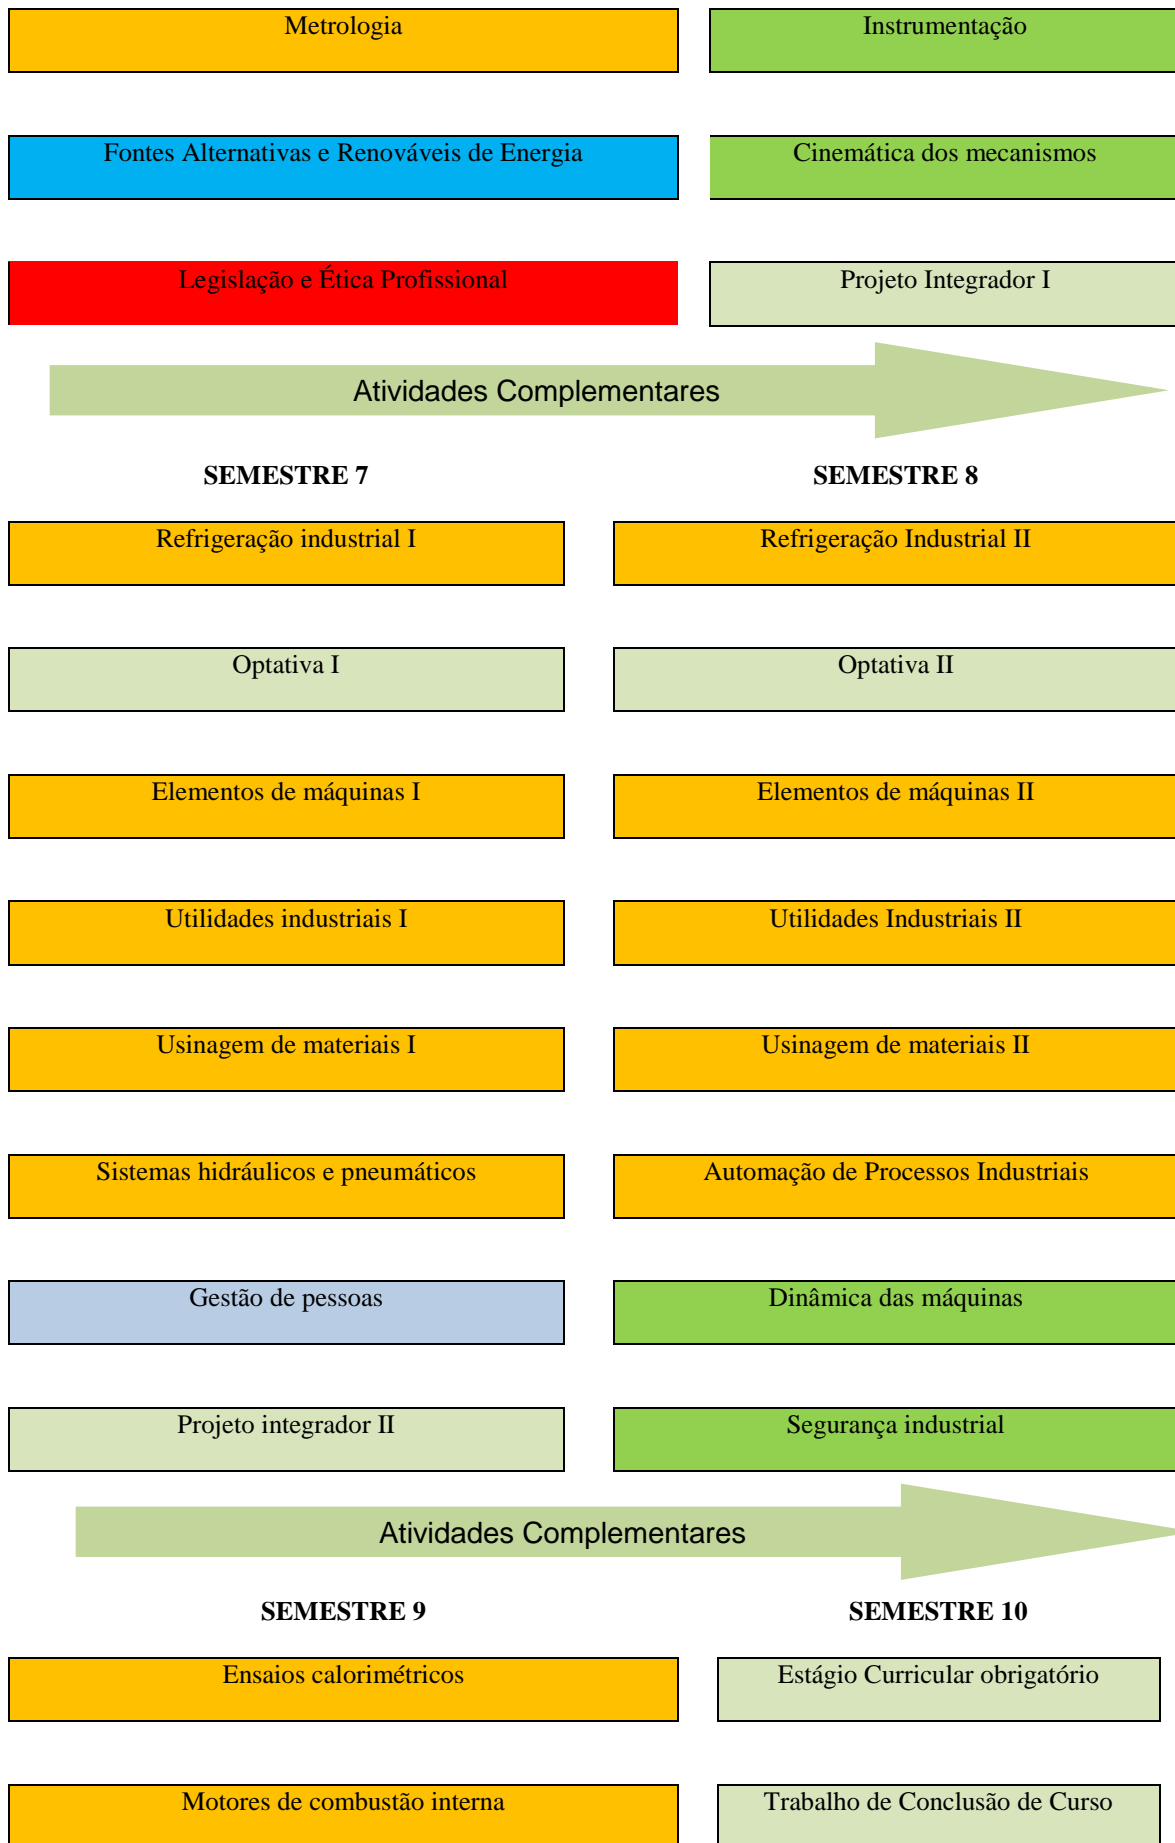 Metrologia
Instrumentação
Fontes Alternativas e Renováveis de Energia
Cinemática dos mecanismos
Legislação e Ética Profissional
Projeto Integrador I
Atividades Complementares
SEMESTRE 7
SEMESTRE 8
Refrigeração industrial I
Refrigeração Industrial II
Optativa I
Optativa II
Elementos de máquinas I
Elementos de máquinas II
Utilidades industriais I
Utilidades Industriais II
Usinagem de materiais I
Usinagem de materiais II
Sistemas hidráulicos e pneumáticos
Automação de Processos Industriais
Gestão de pessoas
Dinâmica das máquinas
Projeto integrador II
Segurança industrial
Atividades Complementares
SEMESTRE 9
SEMESTRE 10
Ensaios calorimétricos
Estágio Curricular obrigatório
Motores de combustão interna
Trabalho de Conclusão de Curso